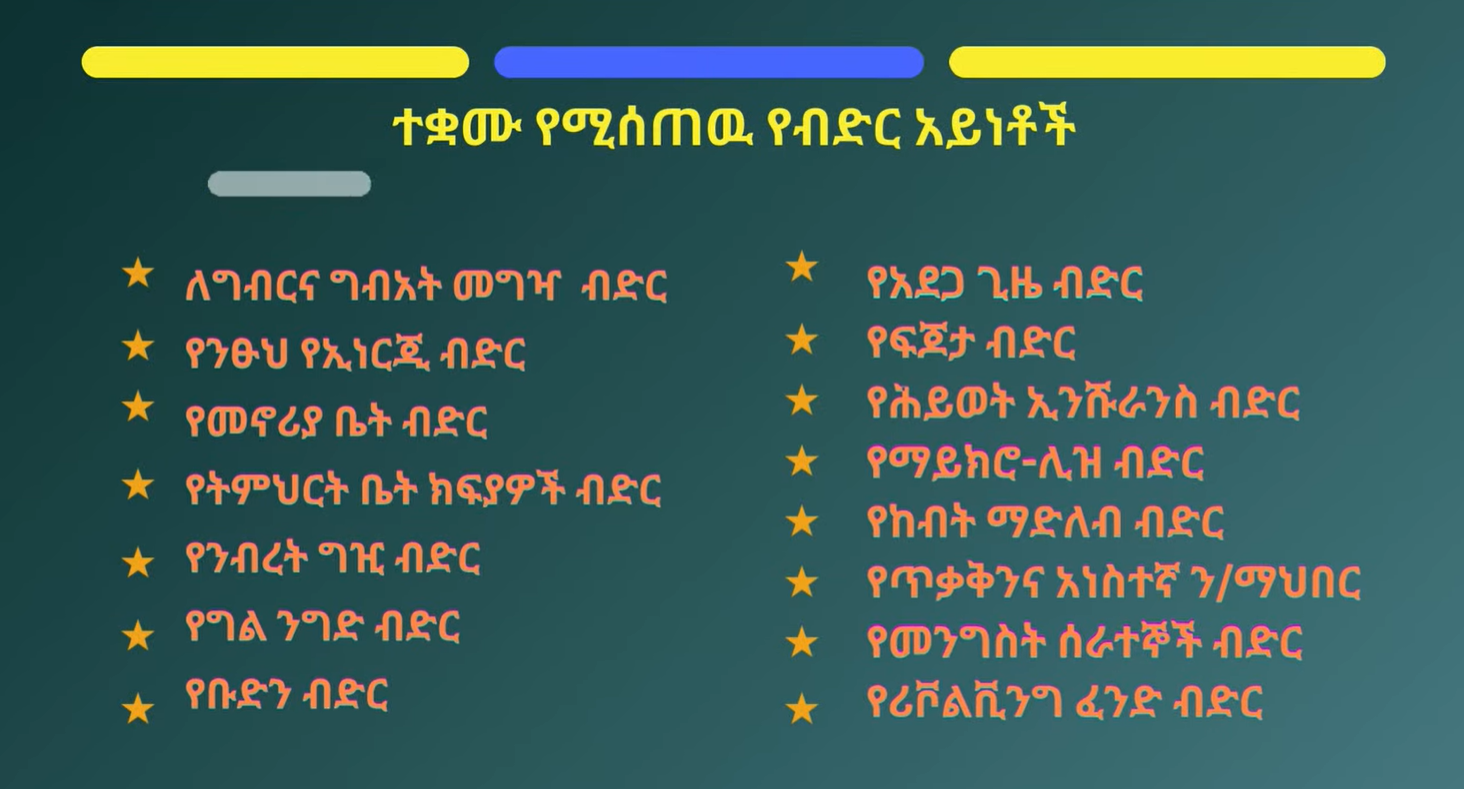 ተቋሙ የሚሰጠዉ የብድር አይነቶች
ለግብርና ግብአት መግዣ ብድር
የንፁህ የኢነርጂ ብድር
የመኖሪያ ቤት ብድር
የትምህርት ቤት ክፍያዎች ብድር
የንብረት ግዢ ብድር
የግል ንግድ ብድር
የቡድን ብድር
የአደጋ ጊዜ ብድር
የፍጆታ ብድር
የሕይወት ኢንሹራንስ ብድር
የማይክሮ-ሊዝ ብድር
የከብት ማድለብ ብድር
የጥቃቅንና አነስተኛ ን/ማህበር
የመንግስት ሰራተኞች ብድር
የሪቮልቪንግ ፈንድ ብድር